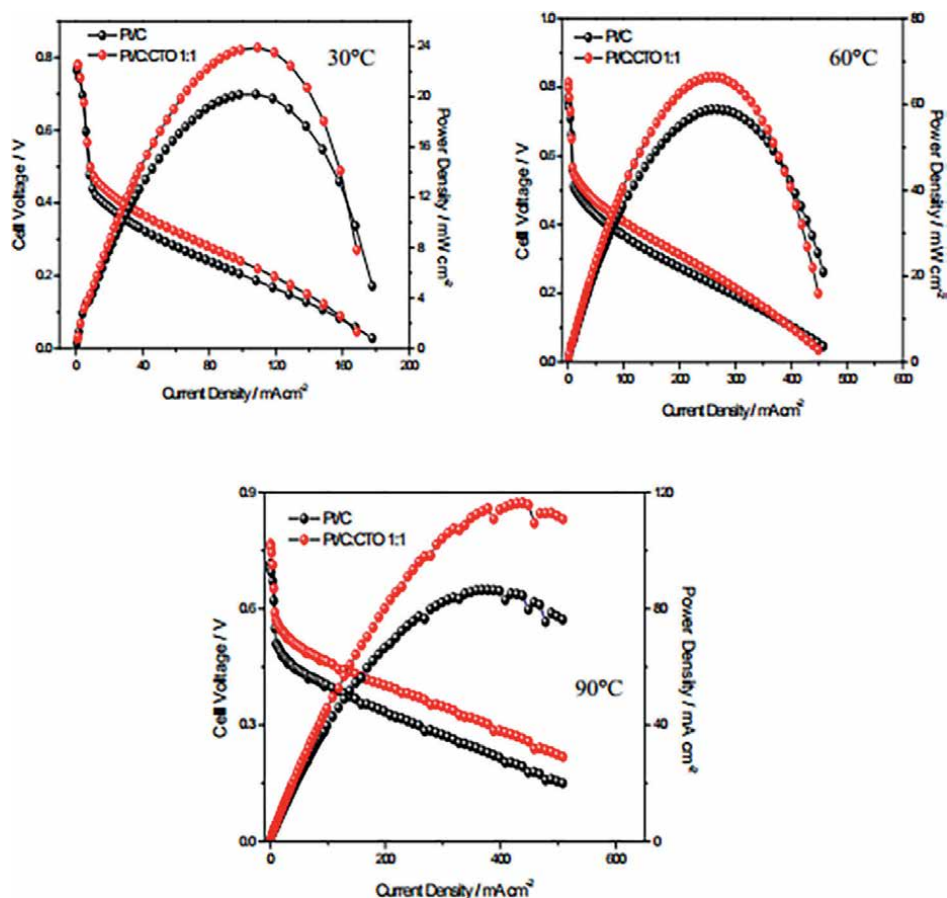 Pt/C
Pt/C:CTO 1:1
30°C
0.8
0.6
0.4
0.2
0.0
Cell Voltage / V
24
20
16
12
8
4
0
Power Density / mW cm-2
0
40
80
120
160
200
Current Density / mA cm-2
Pt/C
Pt/C:CTO 1:1
60°C
1.0
0.8
0.6
0.4
0.2
0.0
Cell Voltage / V
80
60
40
20
0
Power Density / mW cm-2
0
100
200
300
400
500
600
Current Density / mA cm-2
Pt/C
Pt/C:CTO 1:1
90°C
0.9
0.6
0.3
0.0
Cell Voltage / V
120
80
40
0
Power Density / mA cm-2
0
200
400
600
Current Density / mA cm-2